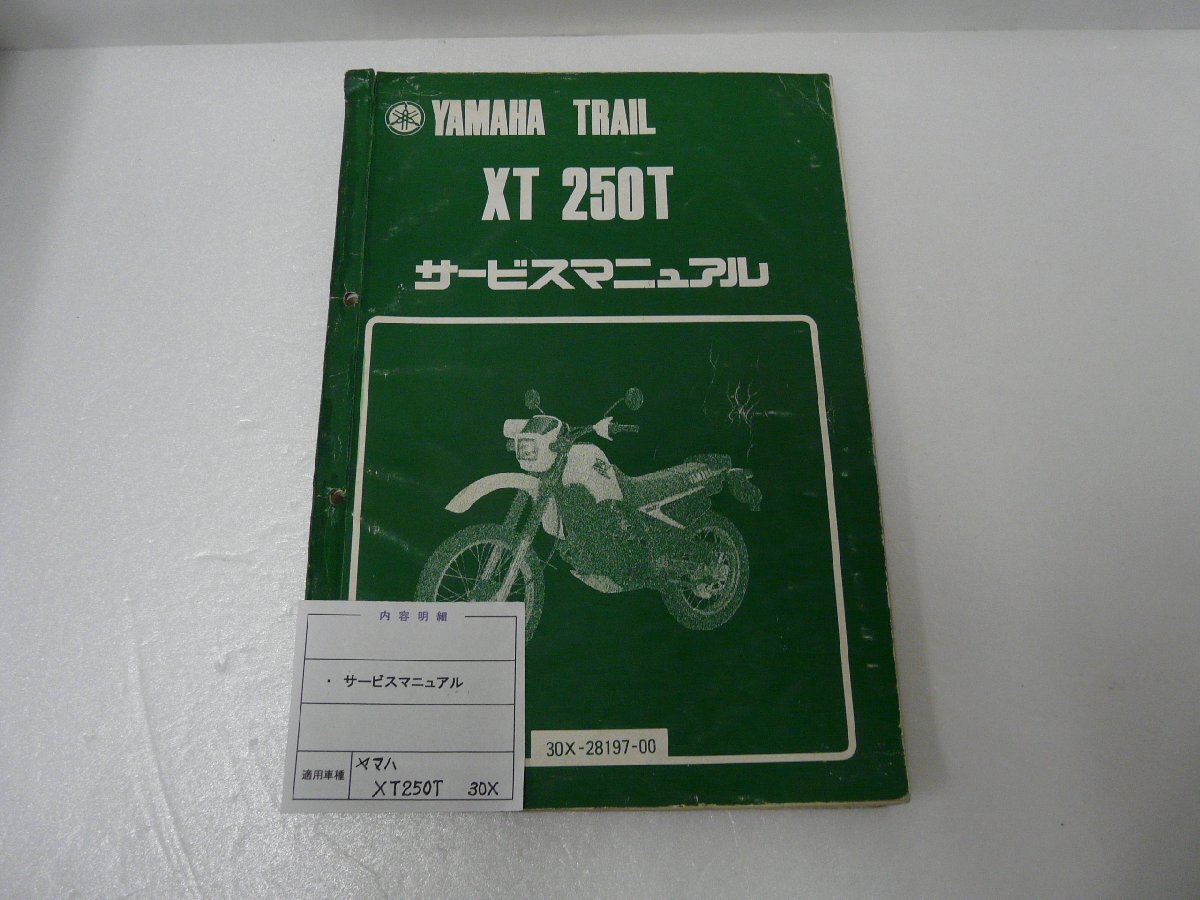 YAMAHA TRAIL
XT 250T
サービスマニュアル
30X-28197-00
内容明細
・ サービスマニュアル
適用車種
ヤマハ
XT250T 30X